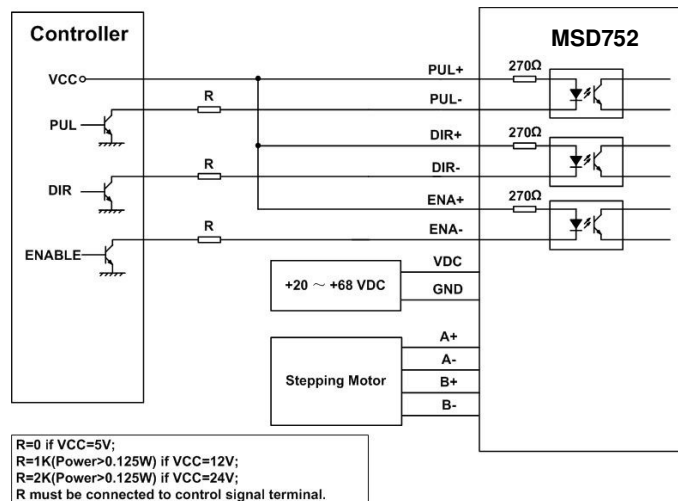 Controller
MSD752
VCC
PUL+
270Ω
R
PUL-
PUL
DIR+
270Ω
R
DIR-
DIR
ENA+
270Ω
R
ENA-
ENABLE
VDC
+20 ～ +68 VDC
GND
A+
A-
Stepping Motor
B+
B-
R=0 if VCC=5V;
R=1K(Power>0.125W) if VCC=12V;
R=2K(Power>0.125W) if VCC=24V;
R must be connected to control signal terminal.